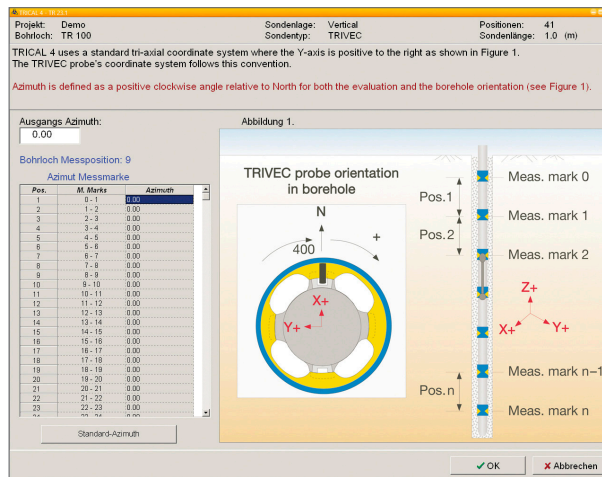 TRICAL 4 - TR 23.1
Projekt: Demo Sondenlage: Vertical Positionen: 41
Bohrloch: TR 100 Sondentyp: TRIVEC Sondenlänge: 1.0 (m)
TRICAL 4 uses a standard tri-axial coordinate system where the Y-axis is positive to the right as shown in Figure 1.
The TRIVEC probe's coordinate system follows this convention.
Azimuth is defined as a positive clockwise angle relative to North for both the evaluation and the borehole orientation (see Figure 1).
Ausgangs Azimuth:
0.00
Bohrloch Messposition: 9
Azimut Messmarke
Pos. M. Marks Azimuth
1 0 - 1 0.00
2 1 - 2 0.00
3 2 - 3 0.00
4 3 - 4 0.00
5 4 - 5 0.00
6 5 - 6 0.00
7 6 - 7 0.00
8 7 - 8 0.00
9 8 - 9 0.00
10 9 - 10 0.00
11 10 - 11 0.00
12 11 - 12 0.00
13 12 - 13 0.00
14 13 - 14 0.00
15 14 - 15 0.00
16 15 - 16 0.00
17 16 - 17 0.00
18 17 - 18 0.00
19 18 - 19 0.00
20 19 - 20 0.00
21 20 - 21 0.00
22 21 - 22 0.00
23 22 - 23 0.00
Standard-Azimuth
Abbildung 1.
TRIVEC probe orientation
in borehole
N
+
400
X+
Y+
Pos.1
Pos.2
Pos.n
Meas. mark 0
Meas. mark 1
Meas. mark 2
Z+
X+ Y+
Meas. mark n-1
Meas. mark n
OK
Abbrechen